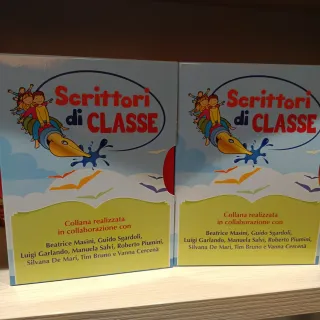 Scrittori
di CLASSE
Collana realizzata
in collaborazione con
Beatrice Masini, Guido Sgardoli,
Luigi Garlando, Manuela Salvi, Roberto Piumini,
Silvana De Mari, Tim Bruno e Vanna Cercenà
Scrittori
di CLASSE
Collana realizzata
in collaborazione con
Beatrice Masini, Guido Sgardoli,
Luigi Garlando, Manuela Salvi, Roberto Piumini,
Silvana De Mari, Tim Bruno e Vanna Cercenà